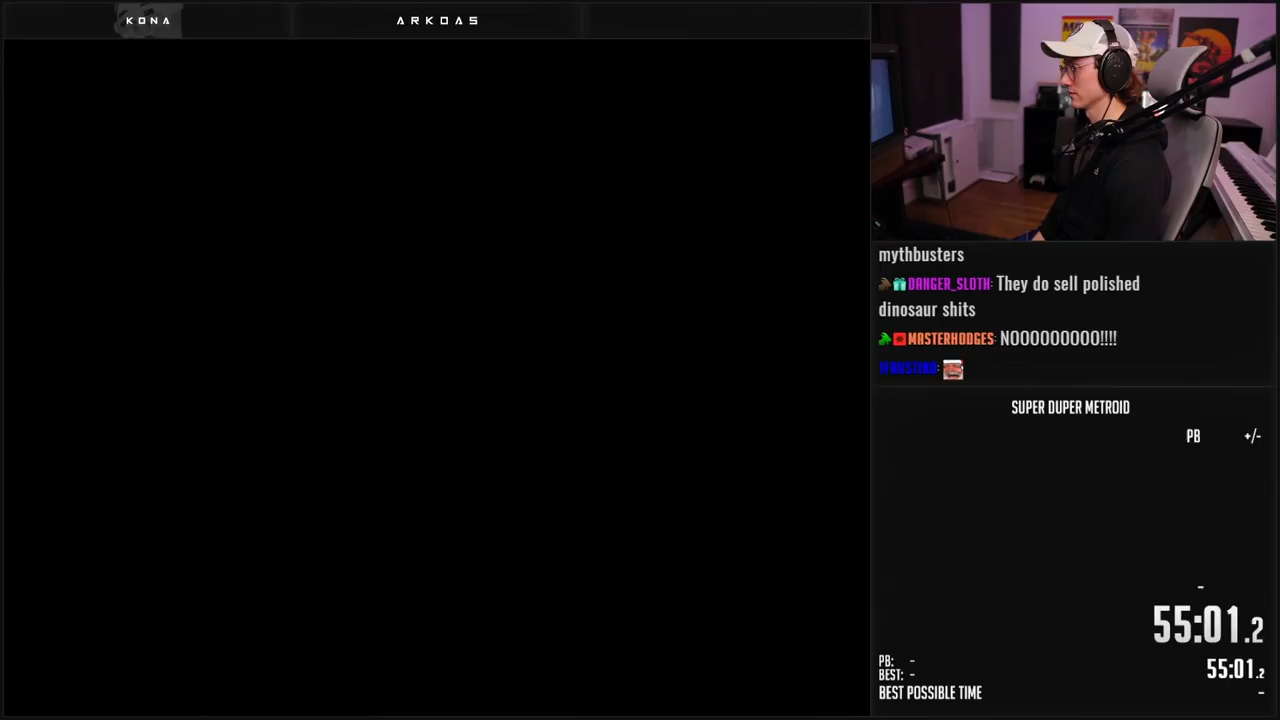 KONA
ARKOAS
mythbusters
DANGER_SLOTH: They do sell polished
dinosaur shits
MASTERHODGES: NOOOOOOOOO!!!!
SUPER DUPER METROID
PB +/-
-
55:01.2
PB: -
55:01.2
BEST: -
BEST POSSIBLE TIME -